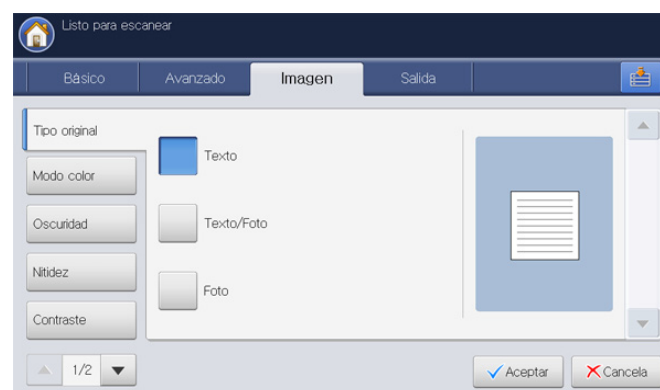 Listo para escanear
Básico
Avanzado
Imagen
Salida
Tipo original
Modo color
Oscuridad
Nitidez
Contraste
Texto
Texto/Foto
Foto
1/2
Aceptar
Cancela